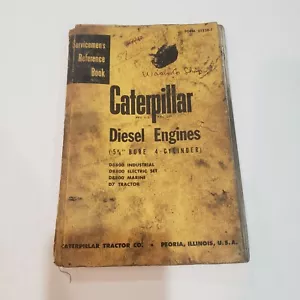 Servicemen's
Reference
Book
Caterpillar
Diesel Engines
(5¾" BORE 4-CYLINDER)
D8800 INDUSTRIAL
D8800 ELECTRIC SET
D8800 MARINE
D7 TRACTOR
CATERPILLAR TRACTOR CO. • PEORIA, ILLINOIS, U.S.A.